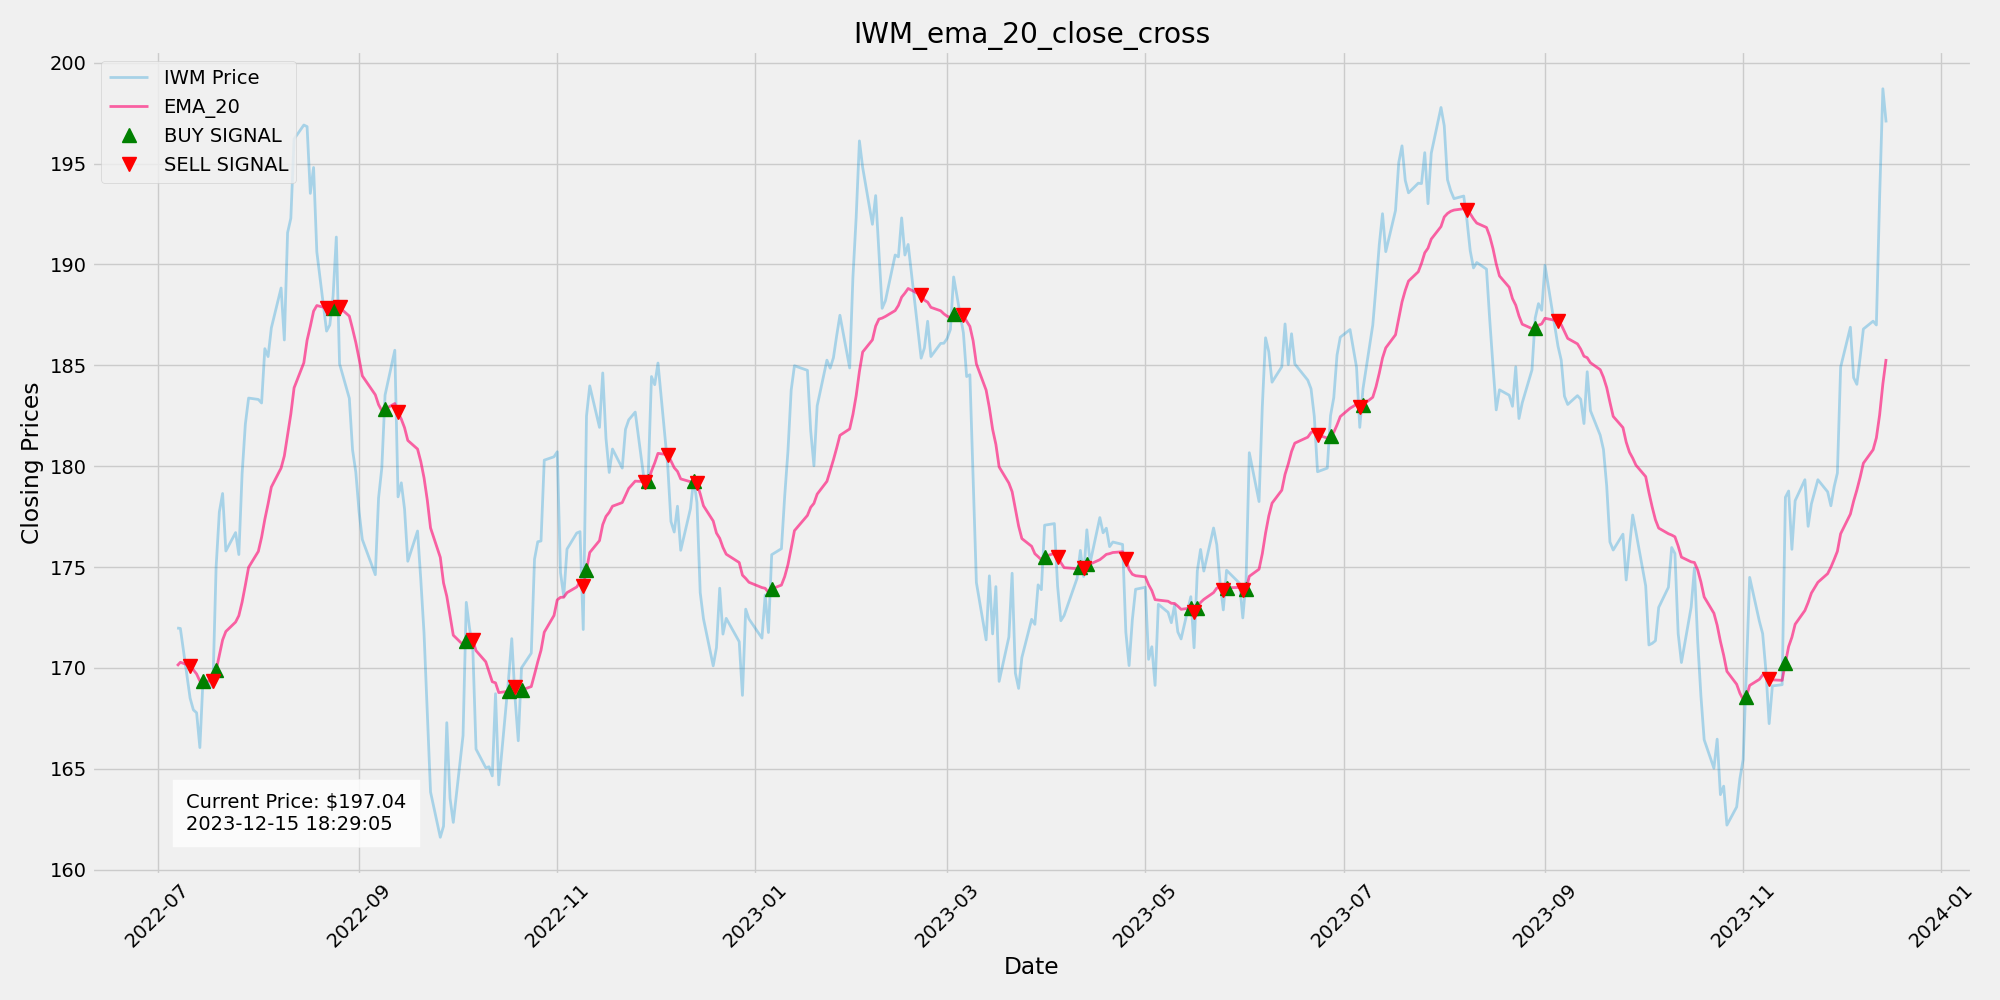 IWM_ema_20_close_cross
200
195
190
185
180
175
170
165
160
Closing Prices
IWM Price
EMA_20
BUY SIGNAL
SELL SIGNAL
Current Price: $197.04
2023-12-15 18:29:05
2022-07
2022-09
2022-11
2023-01
2023-03
2023-05
2023-07
2023-09
2023-11
2024-01
Date